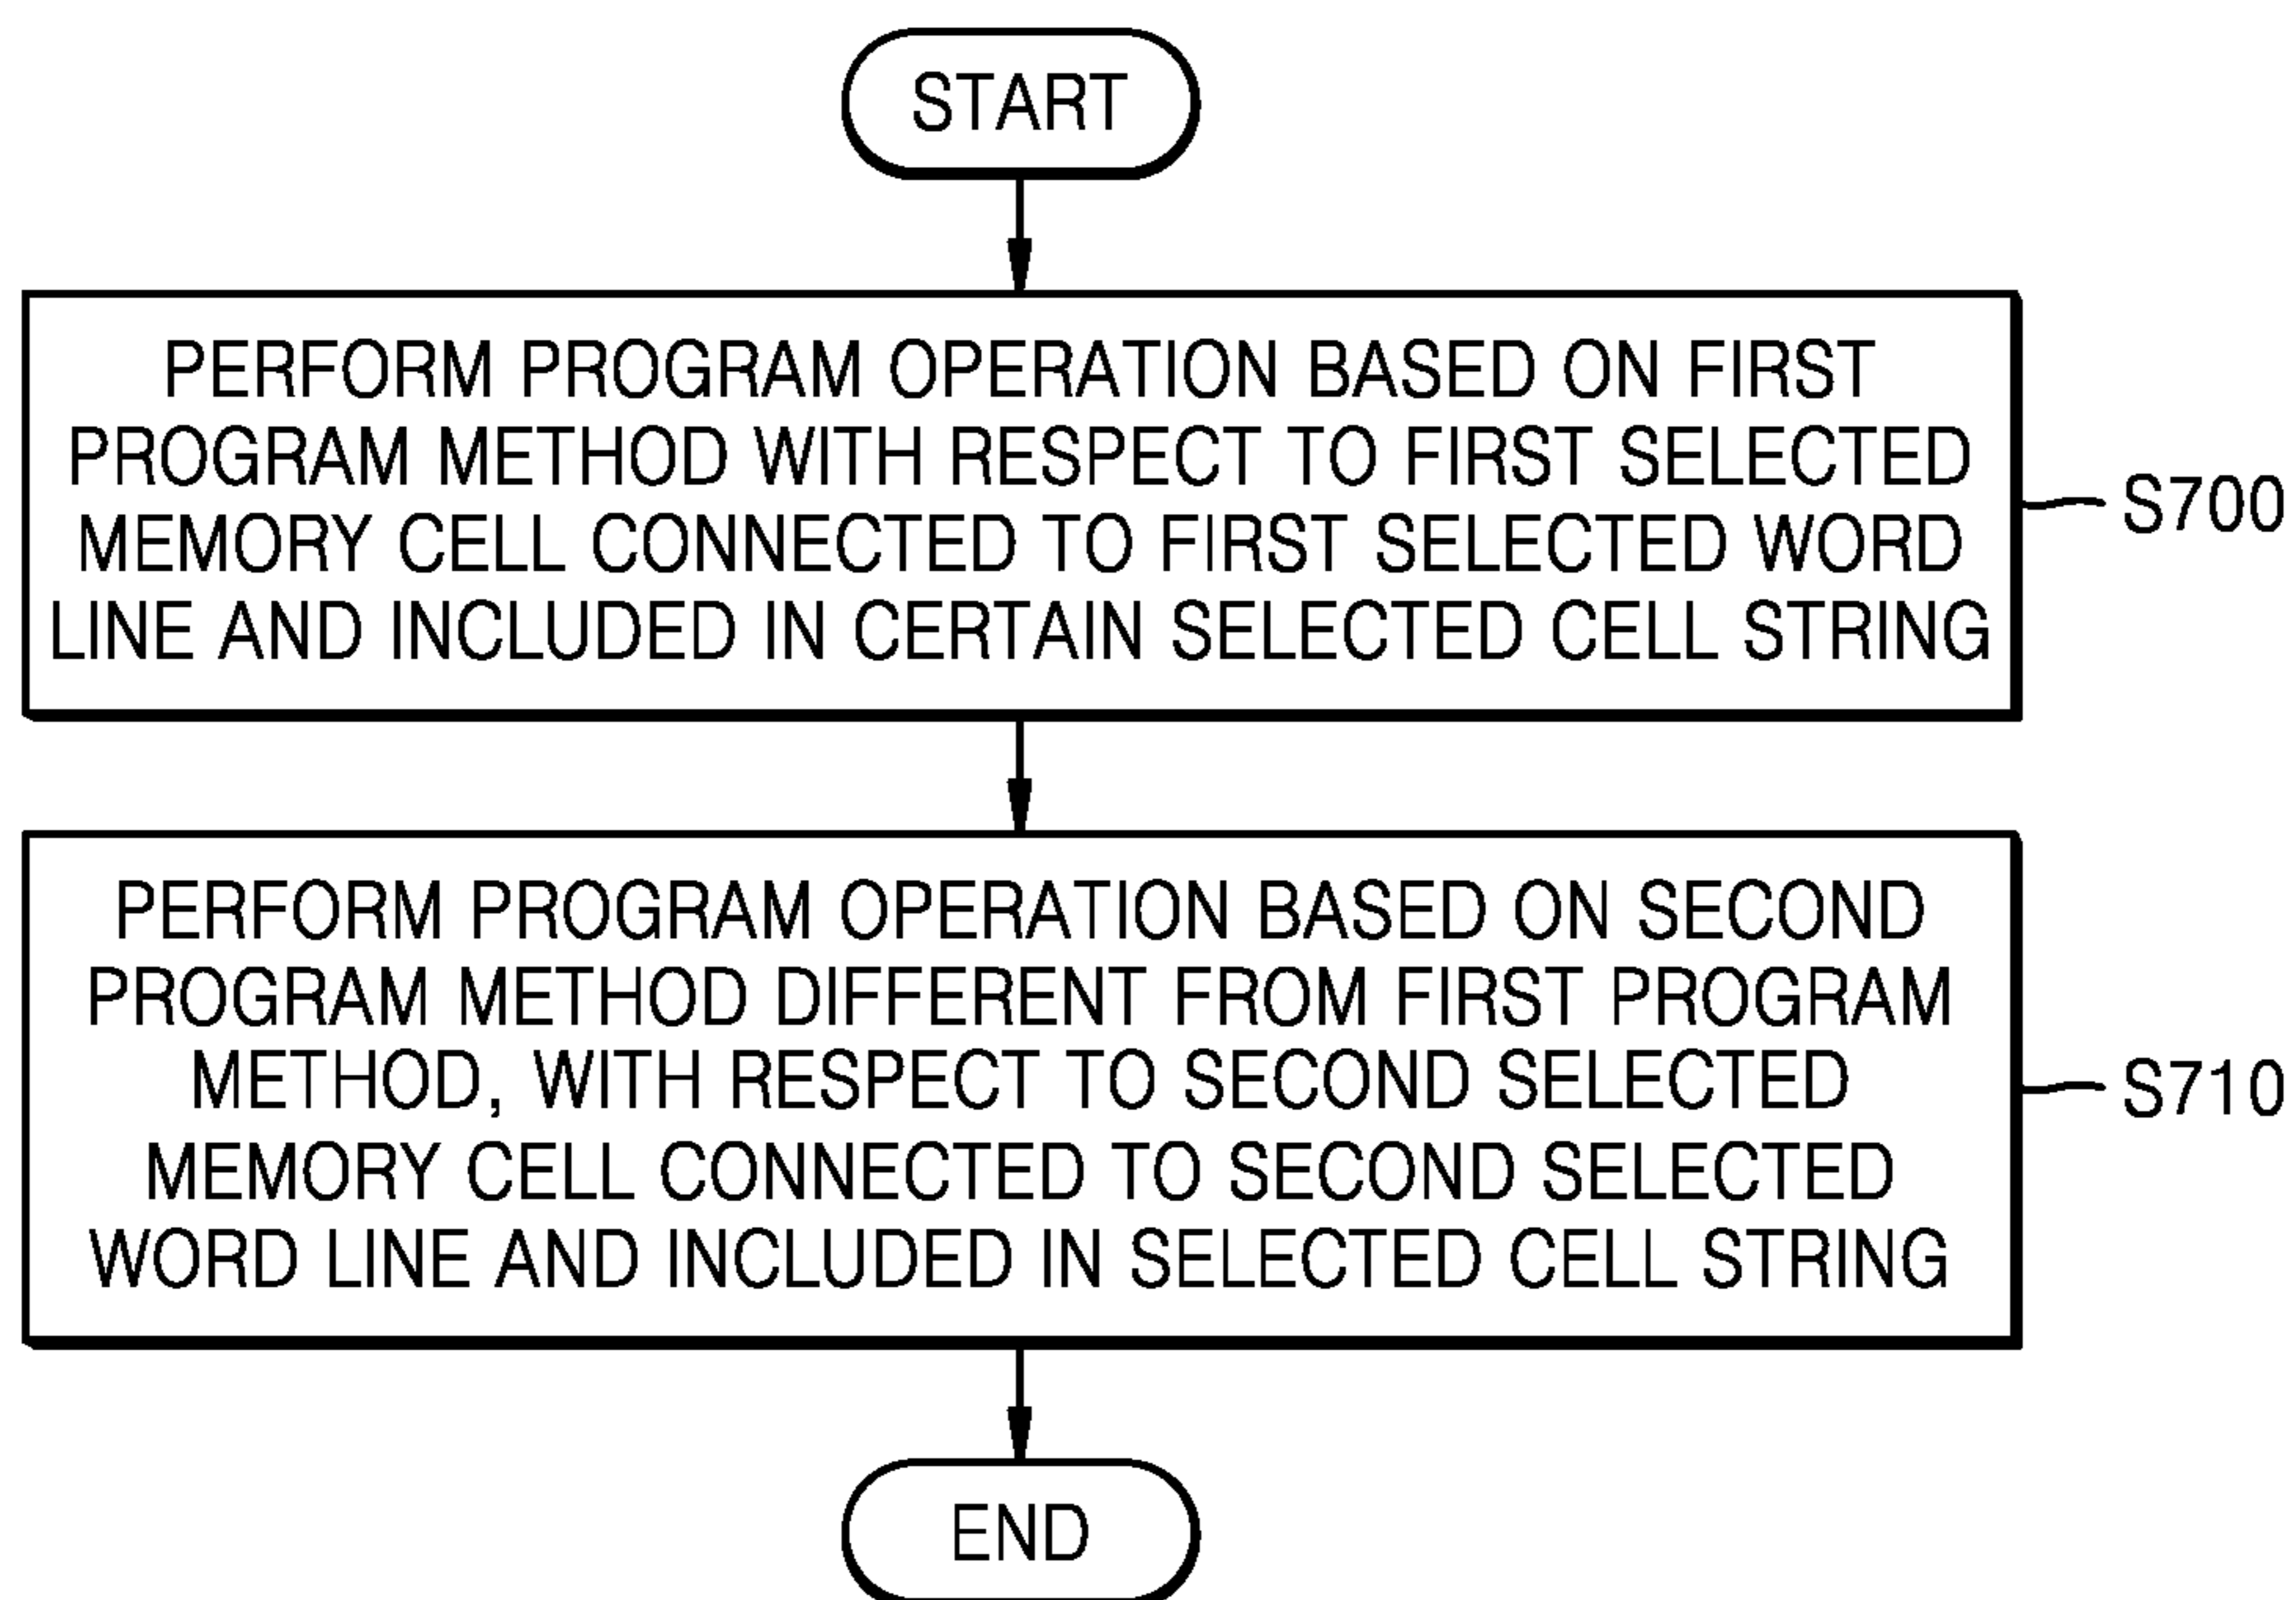 START
PERFORM PROGRAM OPERATION BASED ON FIRST
PROGRAM METHOD WITH RESPECT TO FIRST SELECTED
MEMORY CELL CONNECTED TO FIRST SELECTED WORD
LINE AND INCLUDED IN CERTAIN SELECTED CELL STRING
S700
PERFORM PROGRAM OPERATION BASED ON SECOND
PROGRAM METHOD DIFFERENT FROM FIRST PROGRAM
METHOD, WITH RESPECT TO SECOND SELECTED
MEMORY CELL CONNECTED TO SECOND SELECTED
WORD LINE AND INCLUDED IN SELECTED CELL STRING
S710
END